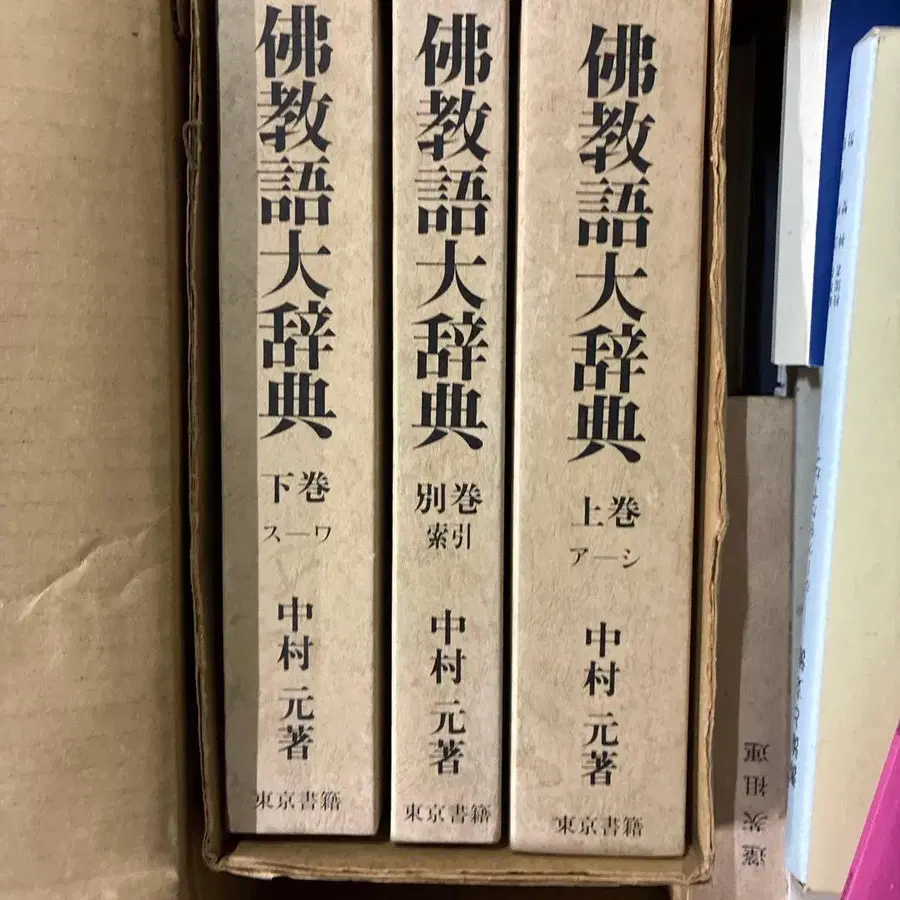 佛教語大辞典
上巻
ア―シ
中村 元著
東京書籍
佛教語大辞典
別巻
索引
中村 元著
東京書籍
佛教語大辞典
下巻
ス―ワ
中村 元著
東京書籍